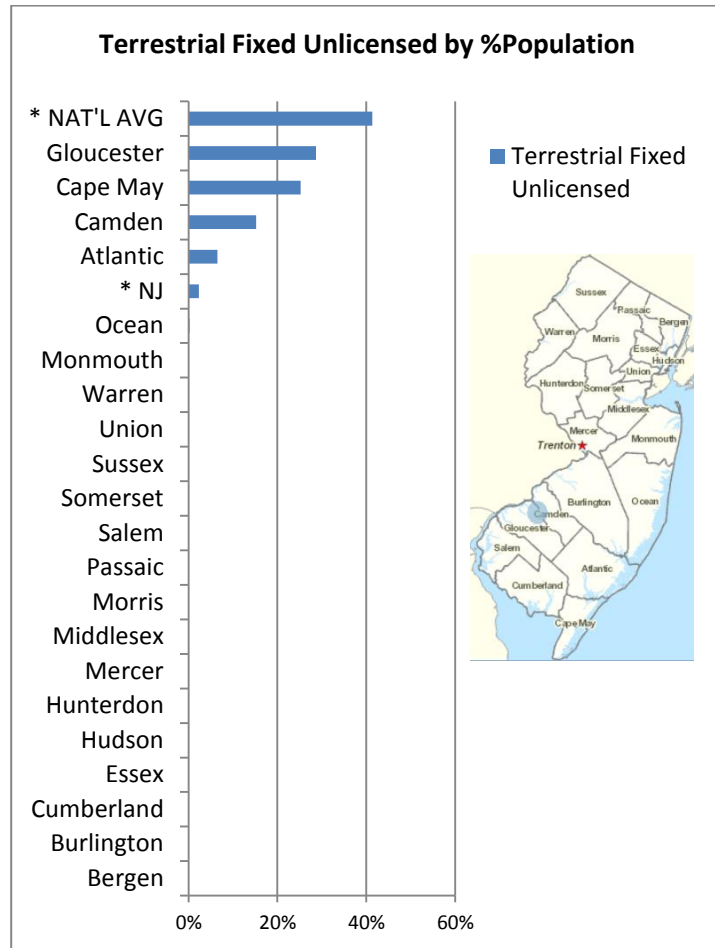 Terrestrial Fixed Unlicensed by %Population
* NAT'L AVG
Gloucester
Cape May
Camden
Atlantic
* NJ
Ocean
Monmouth
Warren
Union
Sussex
Somerset
Salem
Passaic
Morris
Middlesex
Mercer
Hunterdon
Hudson
Essex
Cumberland
Burlington
Bergen
0% 20% 40% 60%
Terrestrial Fixed
Unlicensed
Sussex
Passaic
Bergen
Warren
Morris
Essex
Hudson
Union
Hunterdon
Somerset
Middlesex
Mercer
Monmouth
Trenton
Burlington
Ocean
Camden
Gloucester
Salem
Atlantic
Cumberland
Cape May